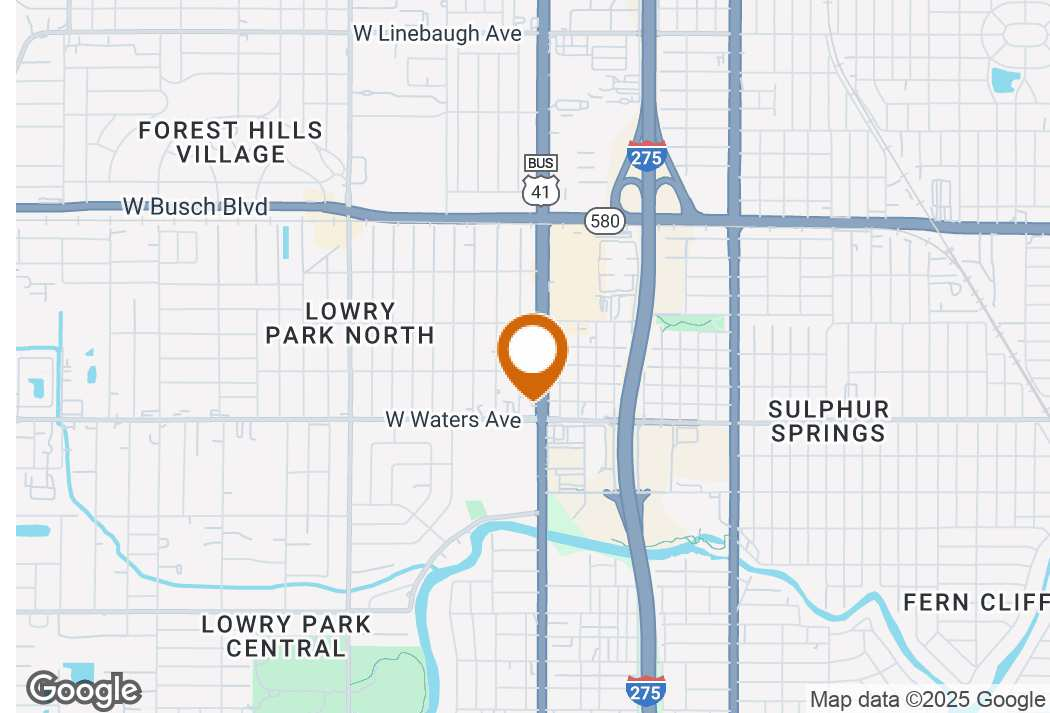 W Linebaugh Ave
FOREST HILLS
VILLAGE
BUS
41
275
W Busch Blvd
580
LOWRY
PARK NORTH
W Waters Ave
SULPHUR
SPRINGS
FERN CLIFF
LOWRY PARK
CENTRAL
275
Google
Map data ©2025 Google